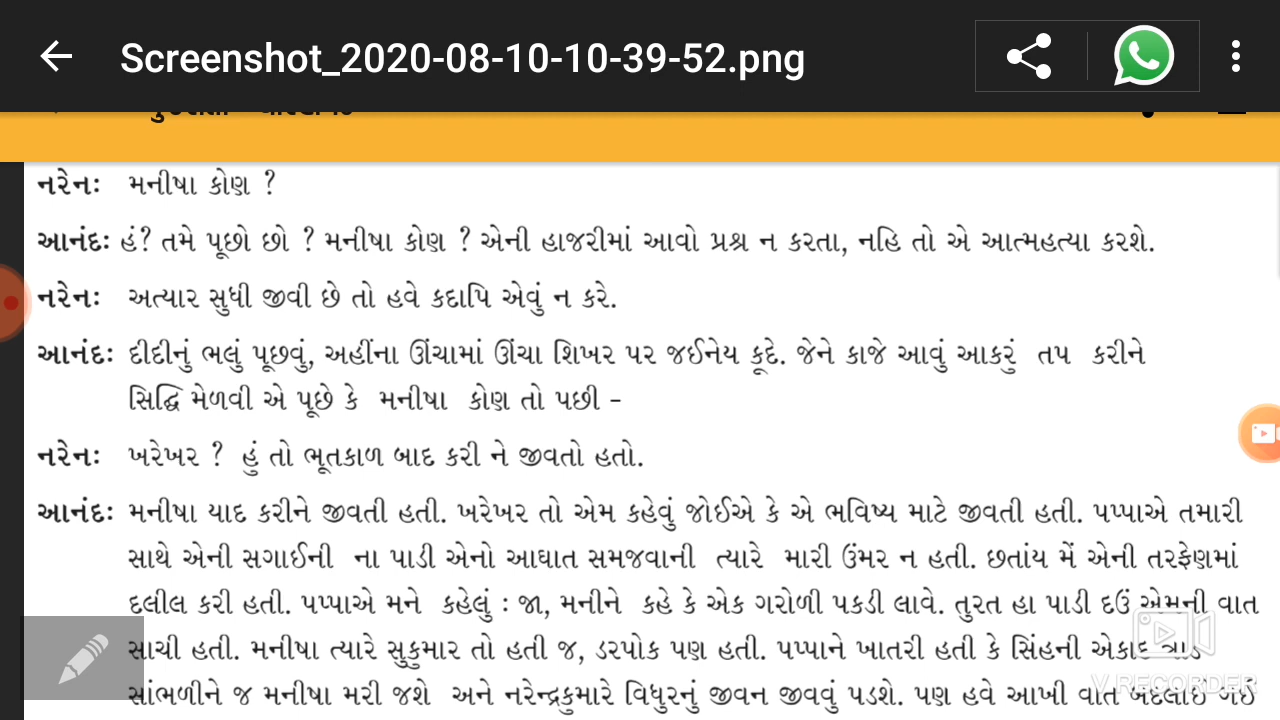 Screenshot_2020-08-10-10-39-52.png
નરેનઃ મનીષા કોણ ?
આનંદઃ હં? તમે પૂછો છો ? મનીષા કોણ ? એની હાજરીમાં આવો પ્રશ્ન ન કરતા, નહિ તો એ આત્મહત્યા કરશે.
નરેનઃ અત્યાર સુધી જીવી છે તો હવે કદાપિ એવું ન કરે.
આનંદઃ દીદીનું ભલું પૂછવું, અહીંના ઊંચામાં ઊંચા શિખર પર જઈનેય કૂદે. જેને કાજે આવું આકરું તપ કરીને
સિદ્ધિ મેળવી એ પૂછે કે મનીષા કોણ તો પછી –
નરેનઃ ખરેખર ? હું તો ભૂતકાળ બાદ કરી ને જીવતો હતો.
આનંદઃ મનીષા યાદ કરીને જીવતી હતી. ખરેખર તો એમ કહેવું જોઈએ કે એ ભવિષ્ય માટે જીવતી હતી. પપ્પાએ તમારી
સાથે એની સગાઈની ના પાડી એનો આઘાત સમજવાની ત્યારે મારી ઉંમર ન હતી. છતાંય મેં એની તરફેણમાં
દલીલ કરી હતી. પપ્પાએ મને કહેલું : જા, મનીને કહે કે એક ગરોળી પકડી લાવે. તુરત હા પાડી દઉં એમની વાત
સાચી હતી. મનીષા ત્યારે સુકુમાર તો હતી જ, ડરપોક પણ હતી. પપ્પાને ખાતરી હતી કે સિંહની એકાદ ત્રાડ
સાંભળીને જ મનીષા મરી જશે અને નરેન્દ્રકુમારે વિધુરનું જીવન જીવવું પડશે. પણ હવે આખી વાત બદલાઈ ગઈ
V RECORDER